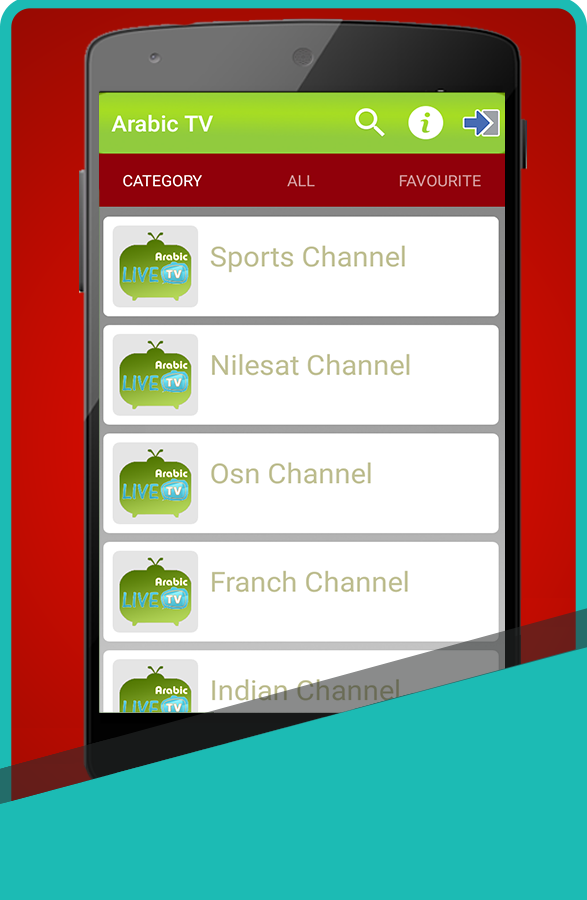 Arabic TV
i
CATEGORY ALL FAVOURITE
Arabic
LIVE TV
Sports Channel
Arabic
LIVE TV
Nilesat Channel
Arabic
LIVE TV
Osn Channel
Arabic
LIVE TV
Franch Channel
Arabic
LIVE TV
Indian Channel